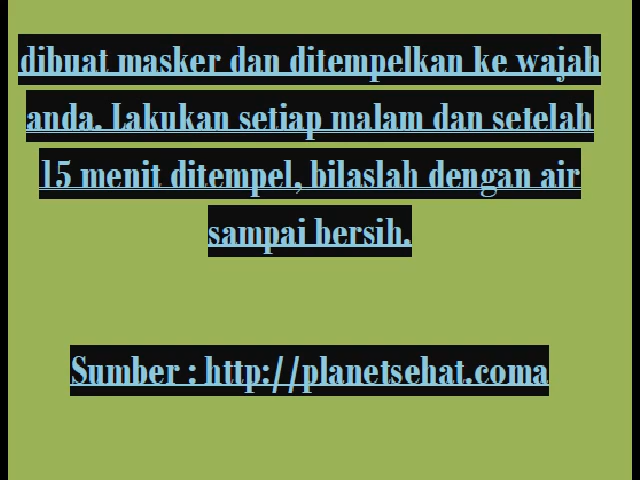 dibuat masker dan ditempelkan ke wajah
anda. Lakukan setiap malam dan setelah
15 menit ditempel, bilaslah dengan air
sampai bersih.
Sumber : http://planetsehat.coma